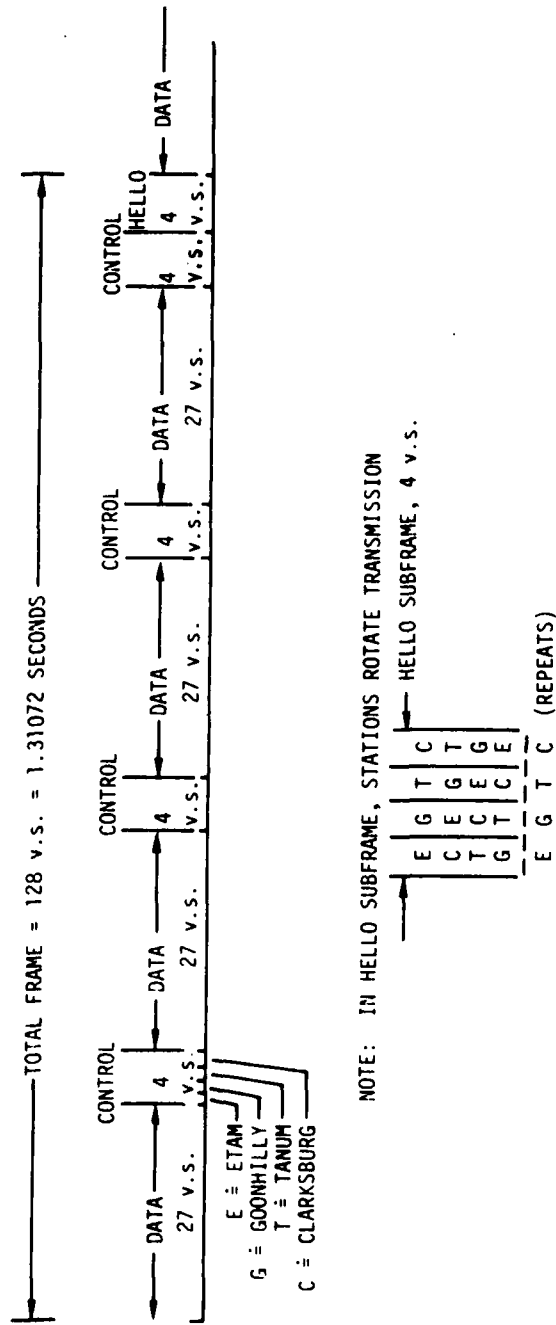 TOTAL FRAME = 128 v.s. = 1.31072 SECONDS
CONTROL CONTROL CONTROL CONTROL
HELLO
DATA 4 DATA 4 DATA 4 DATA 4 4 DATA
27 v.s. v.s. 27 v.s. v.s. 27 v.s. v.s. 27 v.s. v.s. v.s.
E ≐ ETAM
G ≐ GOONHILLY
T ≐ TANUM
C ≐ CLARKSBURG
NOTE: IN HELLO SUBFRAME, STATIONS ROTATE TRANSMISSION
HELLO SUBFRAME, 4 v.s.
E G T C
C E G T
T C E G
G T C E
E G T C (REPEATS)